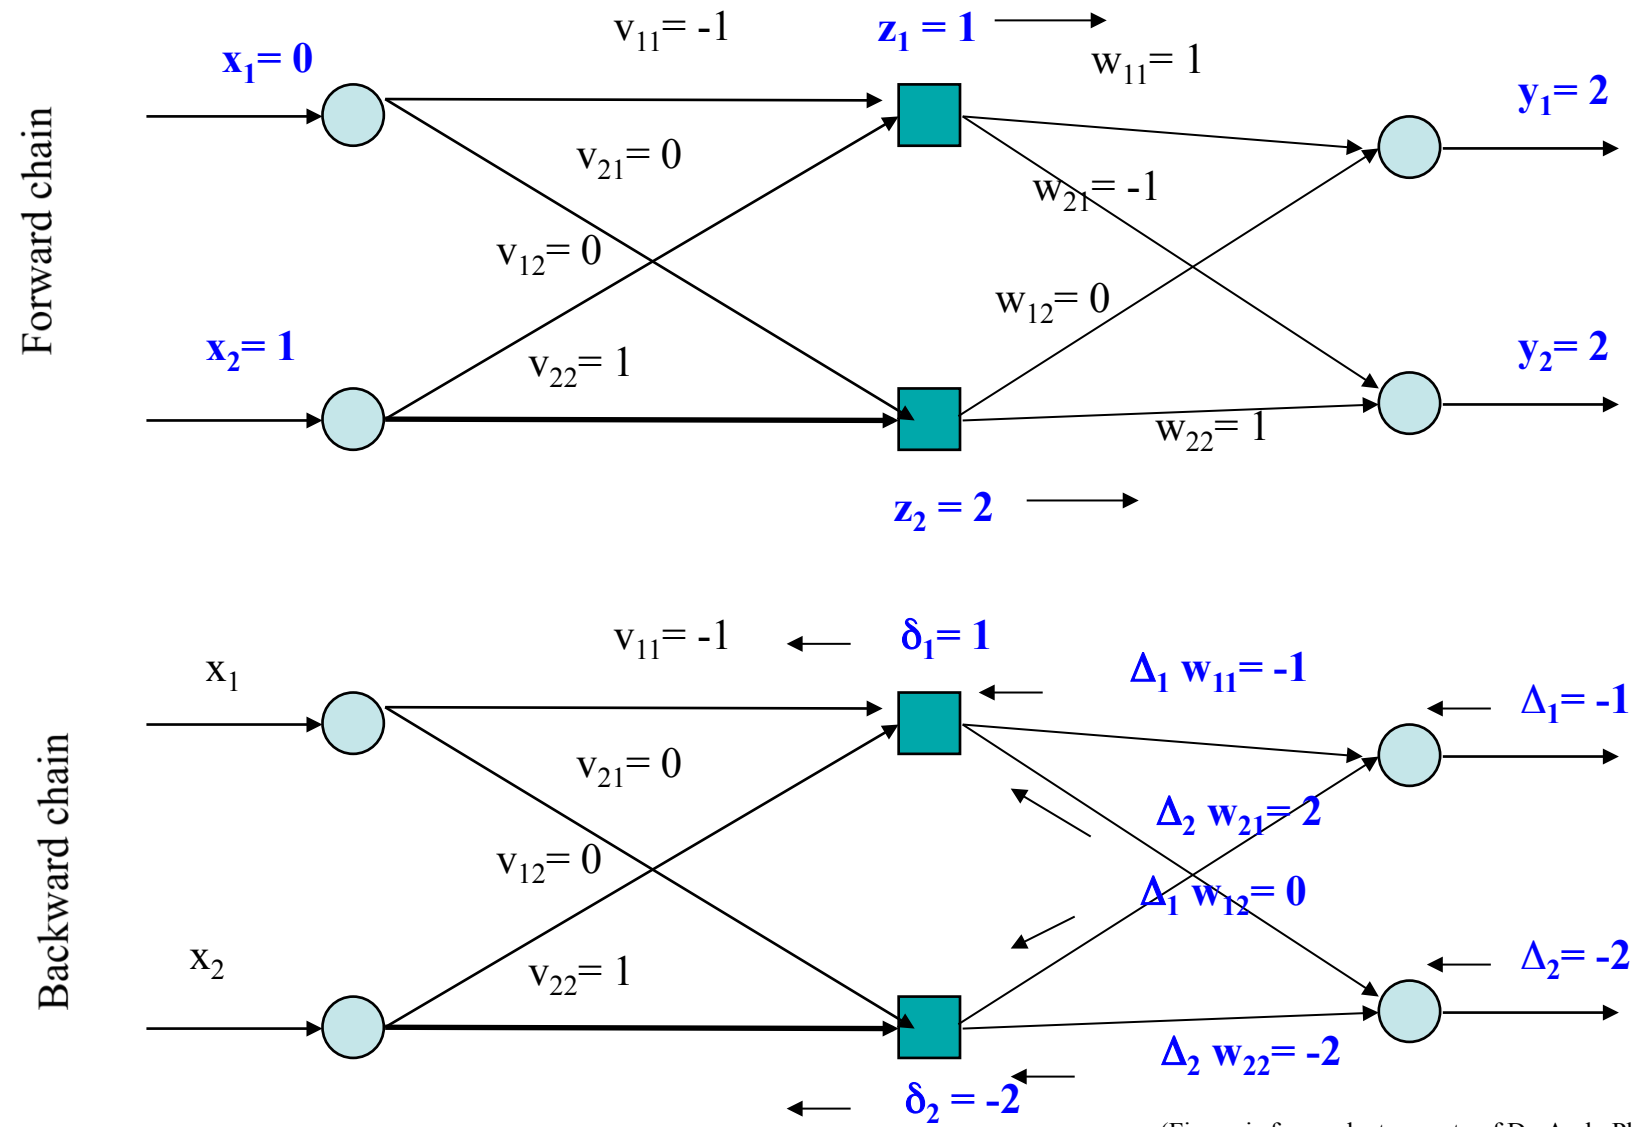 Forward chain
v11= -1
z1 = 1
x1= 0
w11= 1
y1= 2
v21= 0
w21= -1
v12= 0
w12= 0
x2= 1
v22= 1
y2= 2
w22= 1
z2 = 2
Backward chain
v11= -1
δ1= 1
x1
Δ1 w11= -1
Δ1= -1
v21= 0
Δ2 w21= 2
v12= 0
Δ1 w12= 0
x2
v22= 1
Δ2= -2
Δ2 w22= -2
δ2 = -2